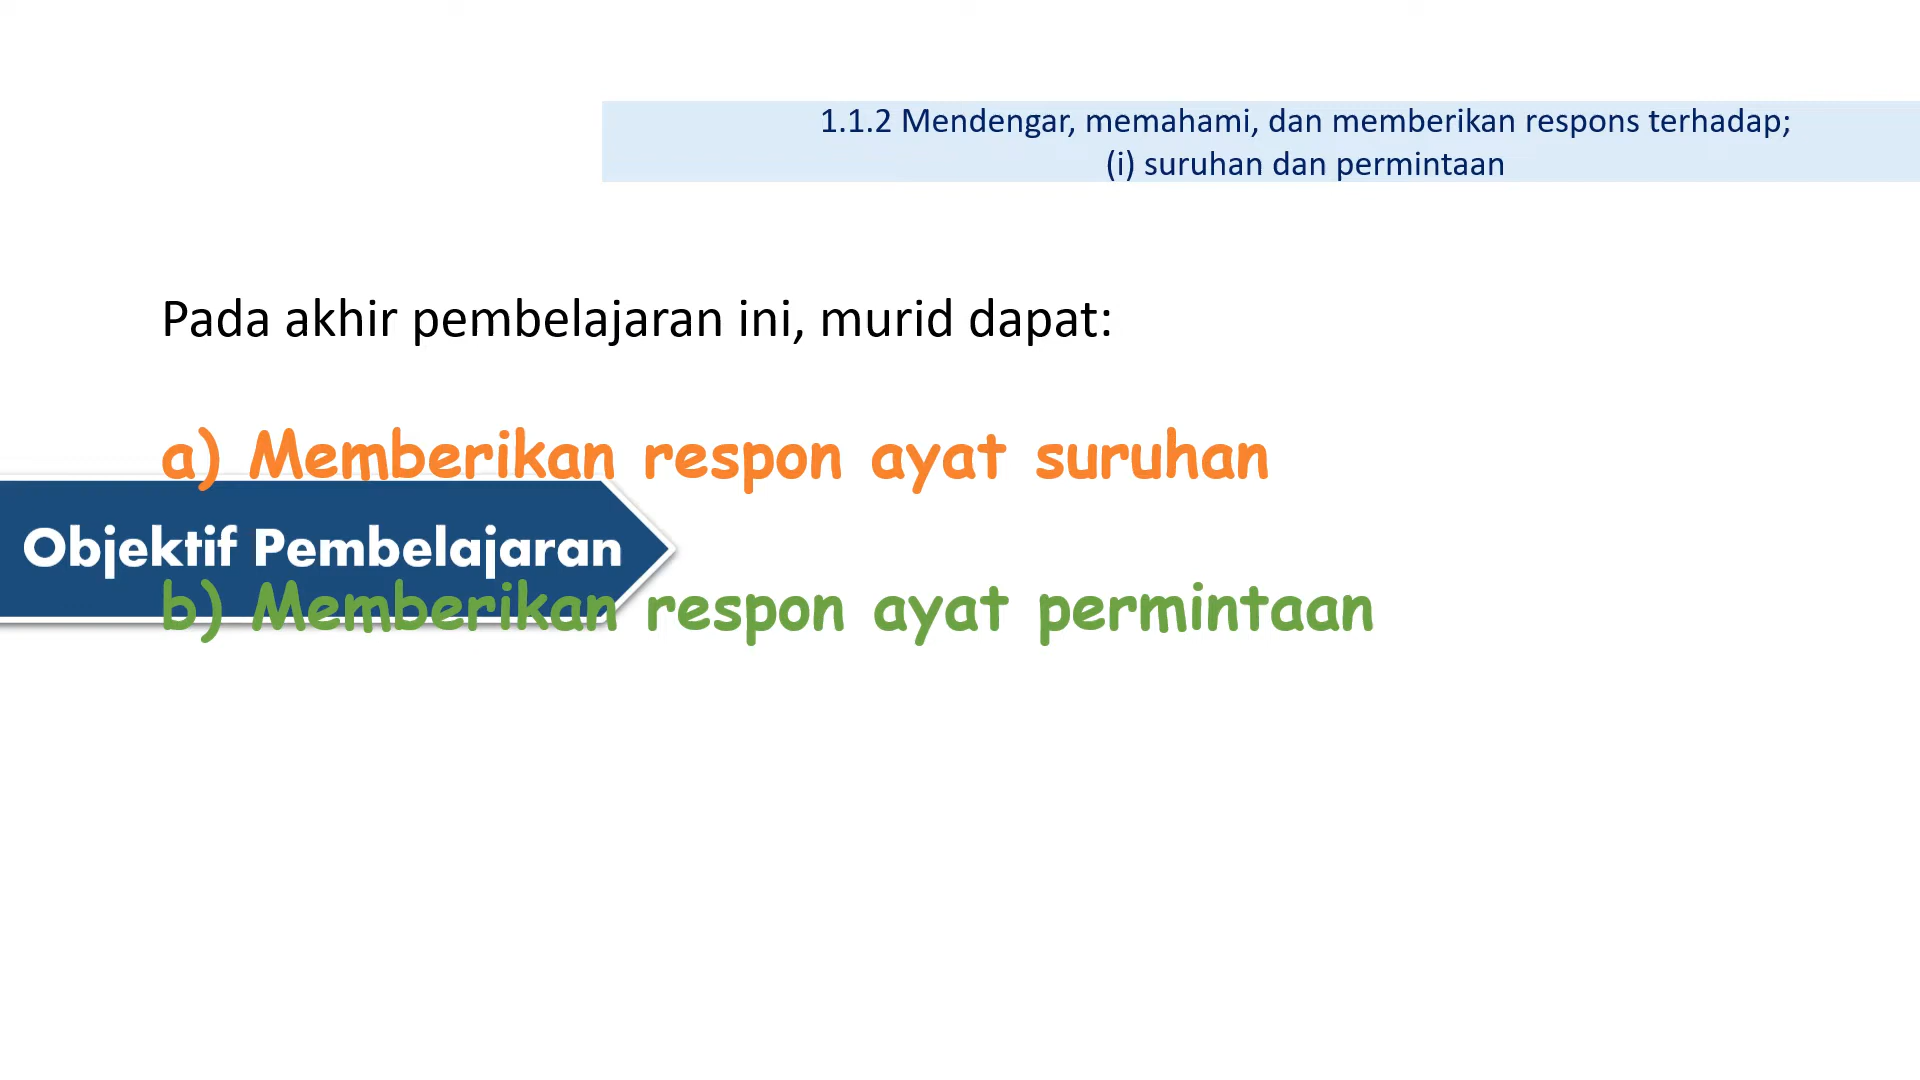 1.1.2 Mendengar, memahami, dan memberikan respons terhadap;
(i) suruhan dan permintaan
Pada akhir pembelajaran ini, murid dapat:
a) Memberikan respon ayat suruhan
Objektif Pembelajaran
b) Memberikan respon ayat permintaan